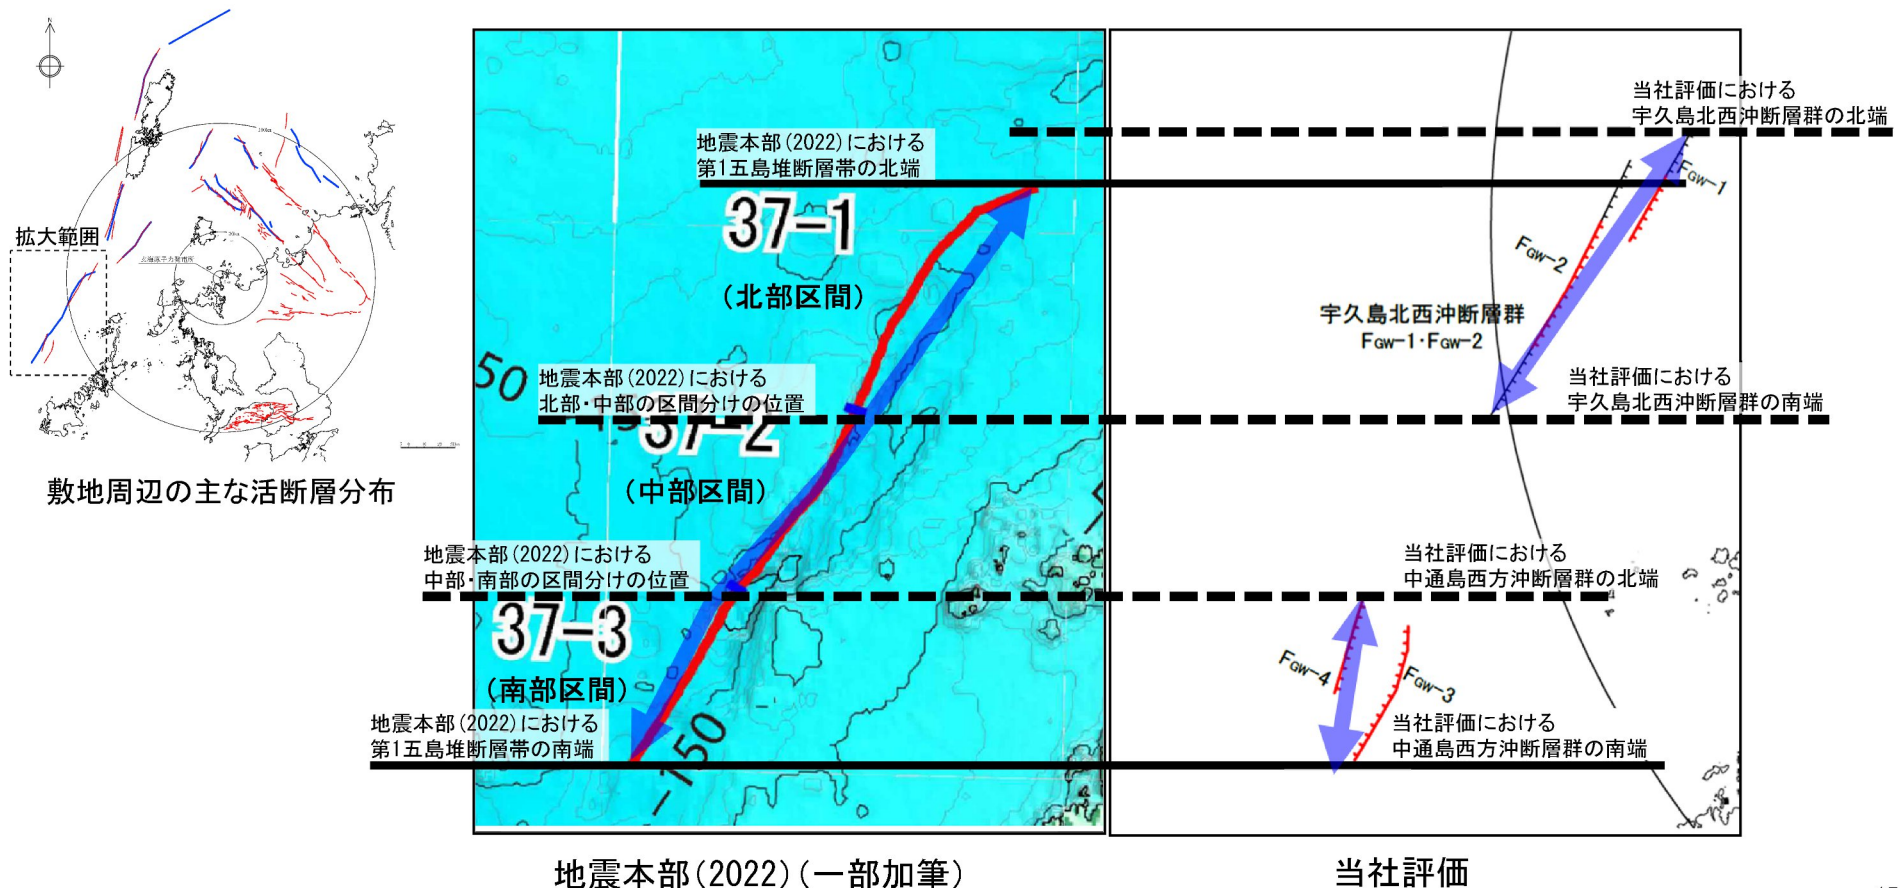 N
拡大範囲
敷地周辺の主な活断層分布
地震本部(2022)における
第1五島堆断層帯の北端
37-1
(北部区間)
50
地震本部(2022)における
北部・中部の区間分けの位置
37-2
(中部区間)
地震本部(2022)における
中部・南部の区間分けの位置
37-3
(南部区間)
地震本部(2022)における
第1五島堆断層帯の南端
-150
地震本部(2022)(一部加筆)
当社評価における
宇久島北西沖断層群の北端
FGW-1
FGW-2
宇久島北西沖断層群
FGW-1・FGW-2
当社評価における
宇久島北西沖断層群の南端
当社評価における
中通島西方沖断層群の北端
FGW-4
FGW-3
当社評価における
中通島西方沖断層群の南端
当社評価